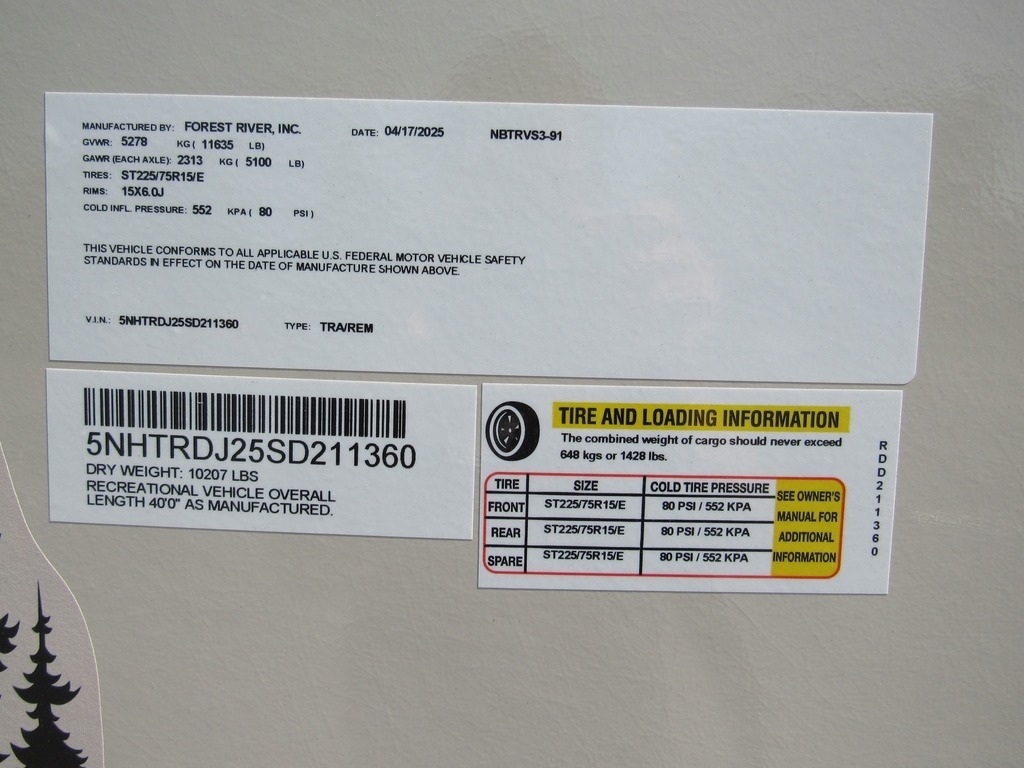 MANUFACTURED BY: FOREST RIVER, INC. DATE: 04/17/2025 NBTRVS3-91
GVWR: 5278 KG ( 11635 LB)
GAWR (EACH AXLE): 2313 KG ( 5100 LB)
TIRES: ST225/75R15/E
RIMS: 15X6.0J
COLD INFL. PRESSURE: 552 KPA ( 80 PSI )
THIS VEHICLE CONFORMS TO ALL APPLICABLE U.S. FEDERAL MOTOR VEHICLE SAFETY
STANDARDS IN EFFECT ON THE DATE OF MANUFACTURE SHOWN ABOVE.
V.I.N.: 5NHTRDJ25SD211360 TYPE: TRA/REM
5NHTRDJ25SD211360
DRY WEIGHT: 10207 LBS
RECREATIONAL VEHICLE OVERALL
LENGTH 40'0" AS MANUFACTURED.
TIRE AND LOADING INFORMATION
The combined weight of cargo should never exceed
648 kgs or 1428 lbs.
TIRE SIZE COLD TIRE PRESSURE
FRONT ST225/75R15/E 80 PSI / 552 KPA
REAR ST225/75R15/E 80 PSI / 552 KPA
SPARE ST225/75R15/E 80 PSI / 552 KPA
SEE OWNER'S
MANUAL FOR
ADDITIONAL
INFORMATION
RDD211360